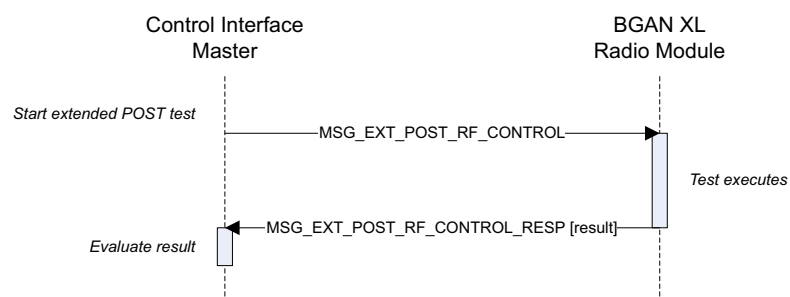 Control Interface
Master
BGAN XL
Radio Module
Start extended POST test
MSG_EXT_POST_RF_CONTROL
Test executes
MSG_EXT_POST_RF_CONTROL_RESP [result]
Evaluate result